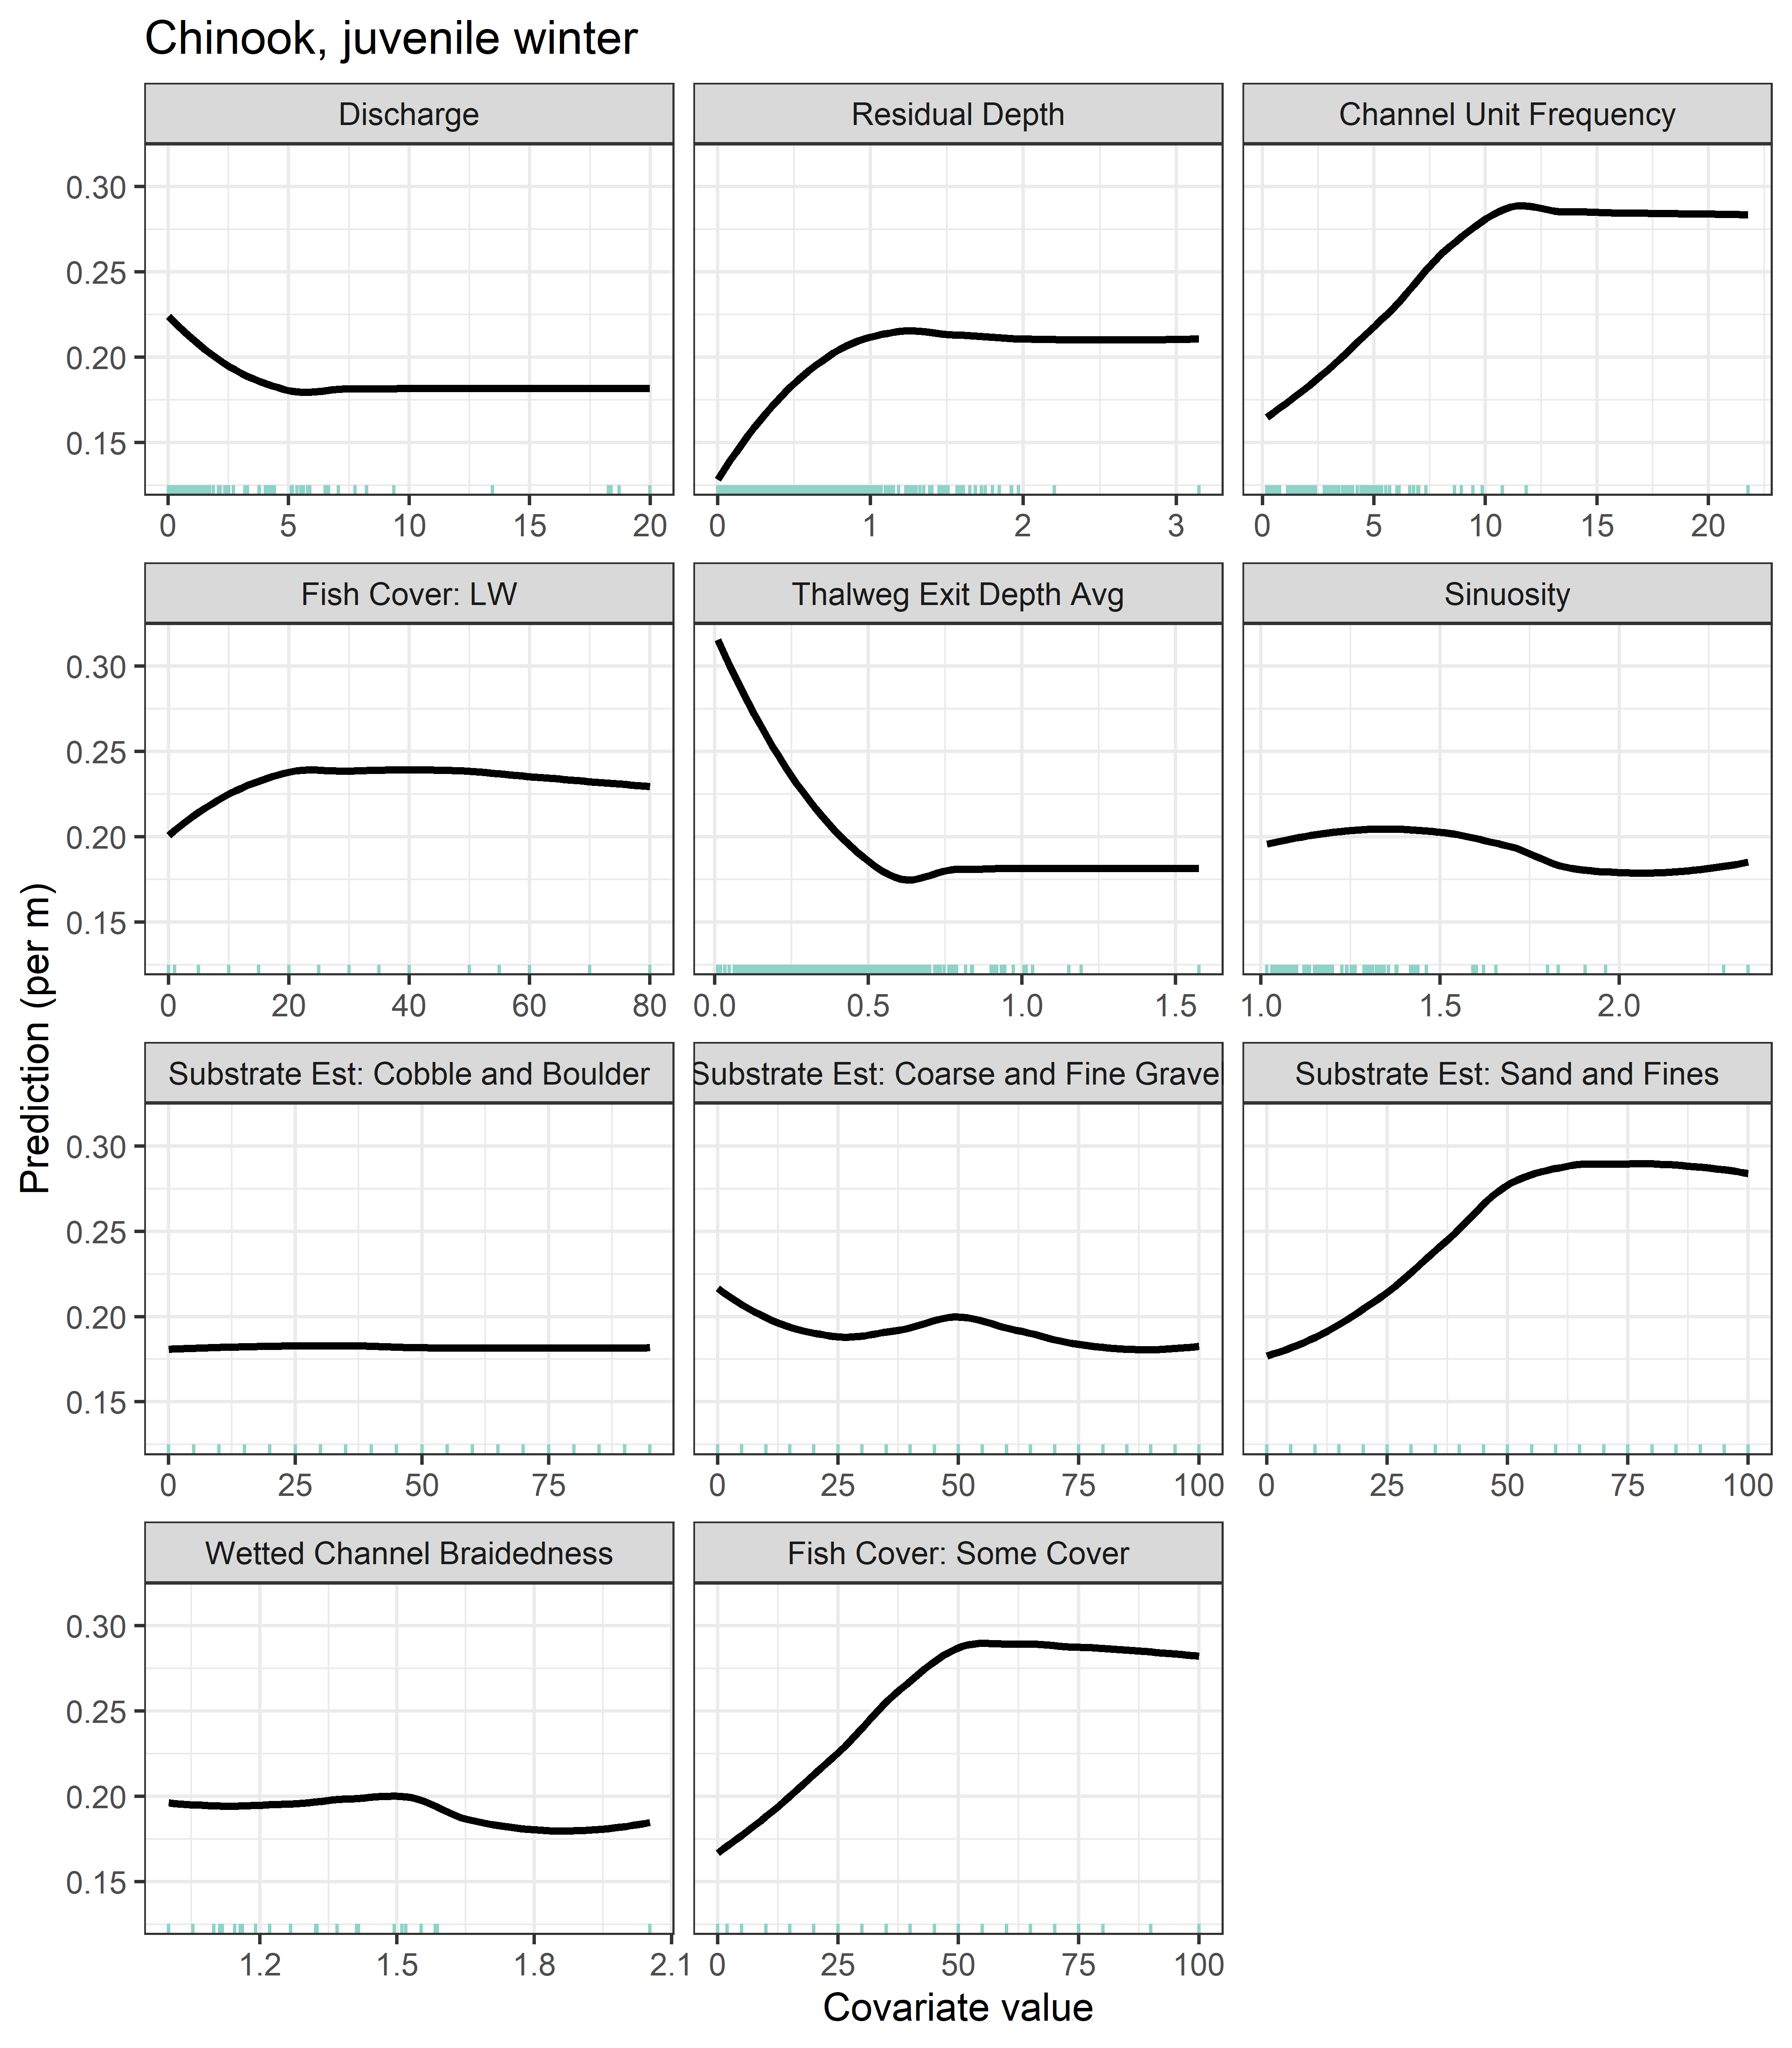 Chinook, juvenile winter
Discharge
Residual Depth
Channel Unit Frequency
0.30
0.25
0.20
0.15
0 5 10 15 20
0 1 2 3
0 5 10 15 20
Fish Cover: LW
Thalweg Exit Depth Avg
Sinuosity
0.30
0.25
0.20
0.15
0 20 40 60 80
0.0 0.5 1.0 1.5
1.0 1.5 2.0
Prediction (per m)
Substrate Est: Cobble and Boulder
Substrate Est: Coarse and Fine Gravel
Substrate Est: Sand and Fines
0.30
0.25
0.20
0.15
0 25 50 75
0 25 50 75 100
0 25 50 75 100
Wetted Channel Braidedness
Fish Cover: Some Cover
0.30
0.25
0.20
0.15
1.2 1.5 1.8 2.1
0 25 50 75 100
Covariate value